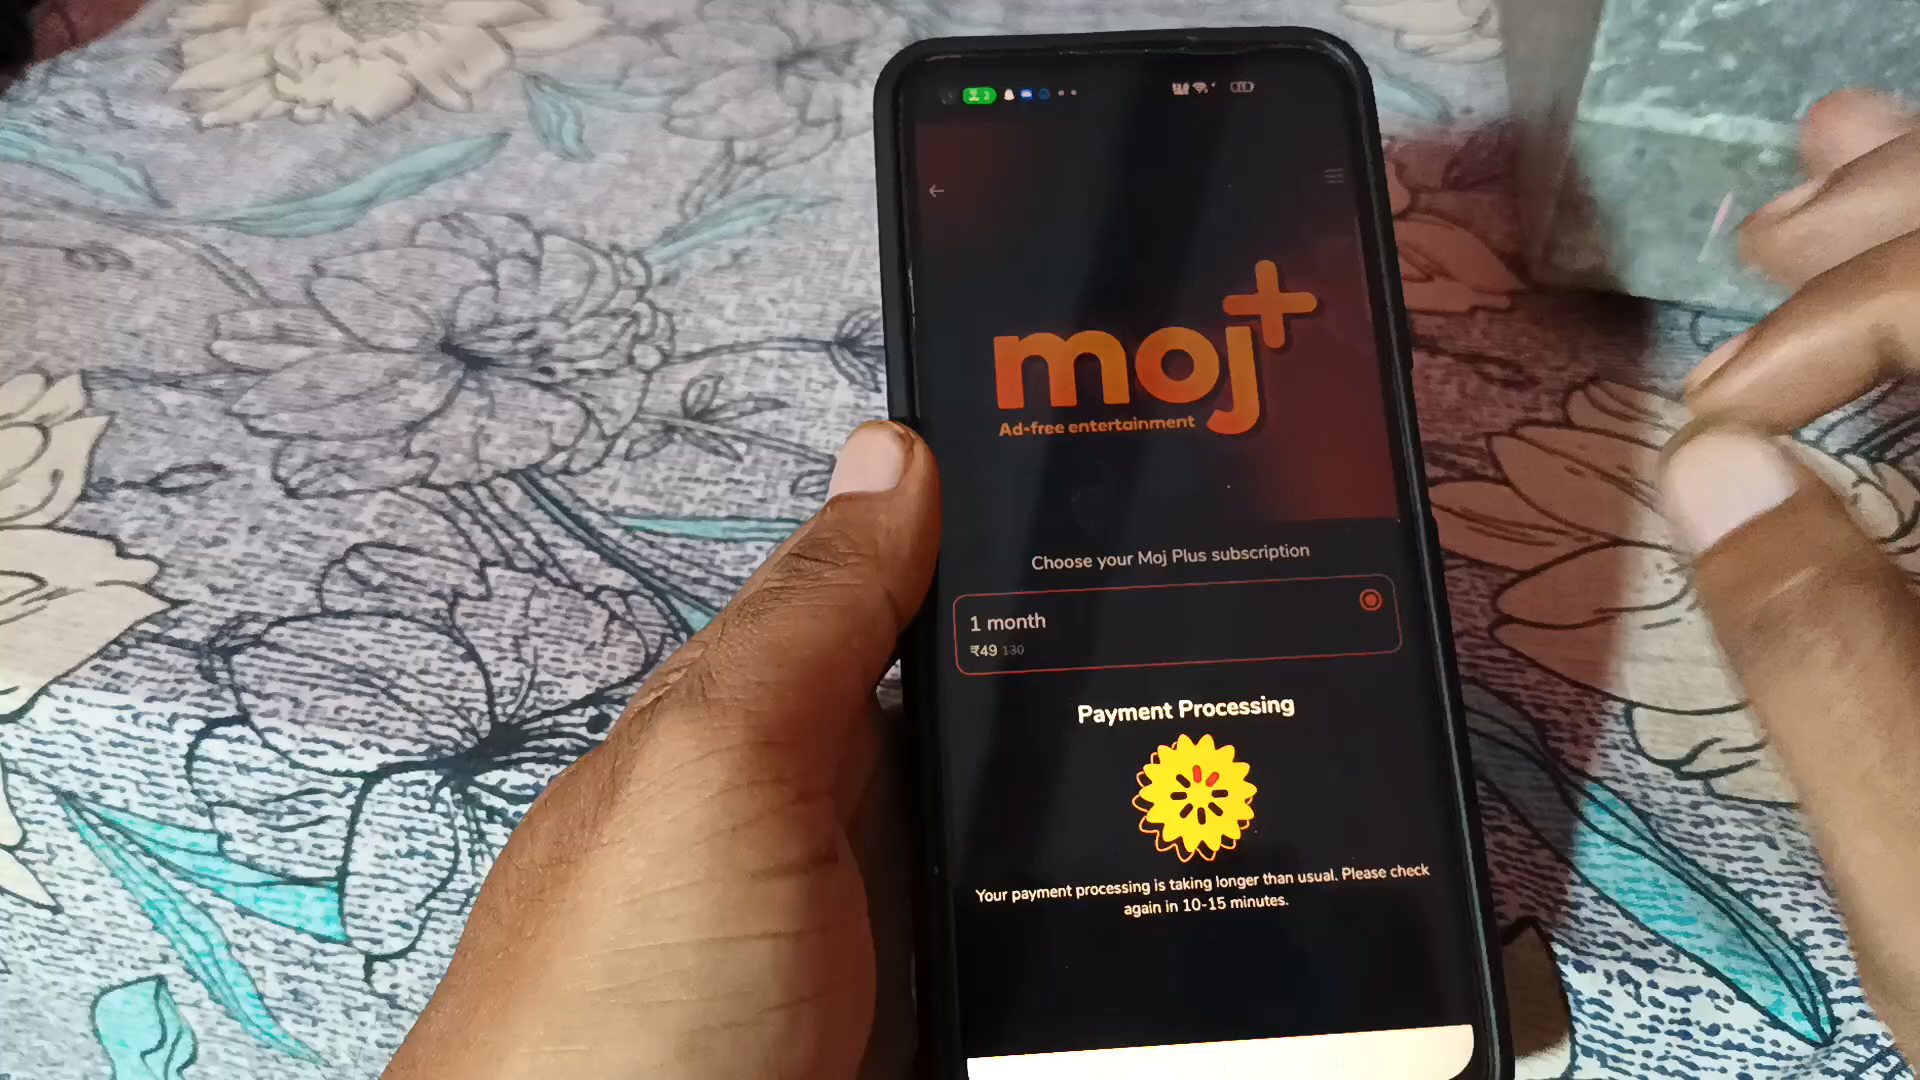 2
moj+
Ad-free entertainment
Choose your Moj Plus subscription
1 month
₹49 130
Payment Processing
Your payment processing is taking longer than usual. Please check
again in 10-15 minutes.